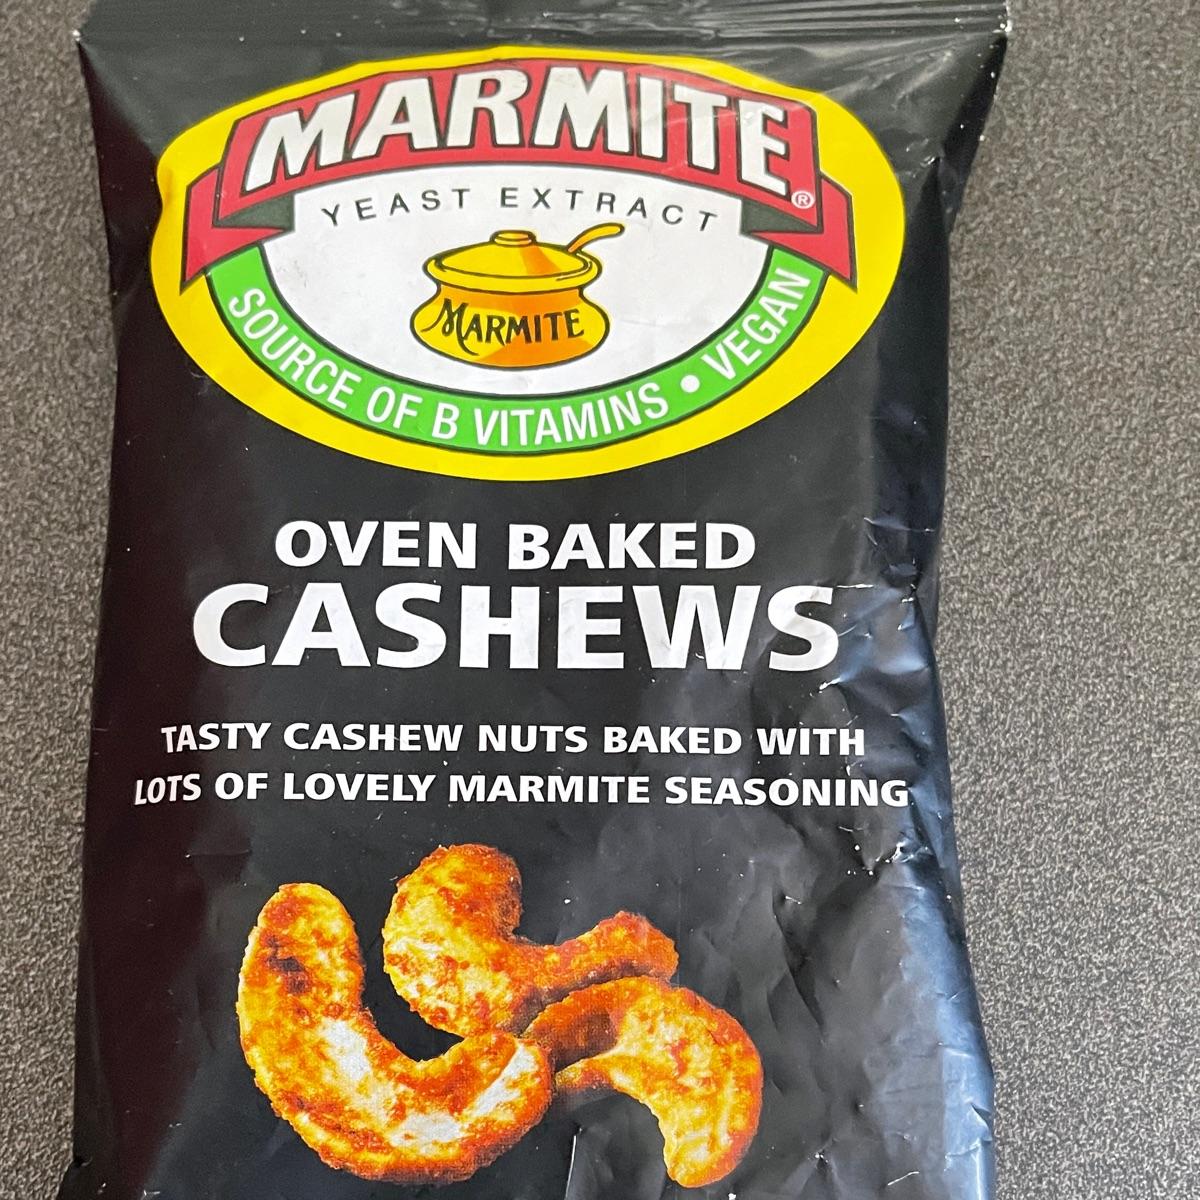 MARMITE®
YEAST EXTRACT
MARMITE
SOURCE OF B VITAMINS • VEGAN
OVEN BAKED
CASHEWS
TASTY CASHEW NUTS BAKED WITH
LOTS OF LOVELY MARMITE SEASONING